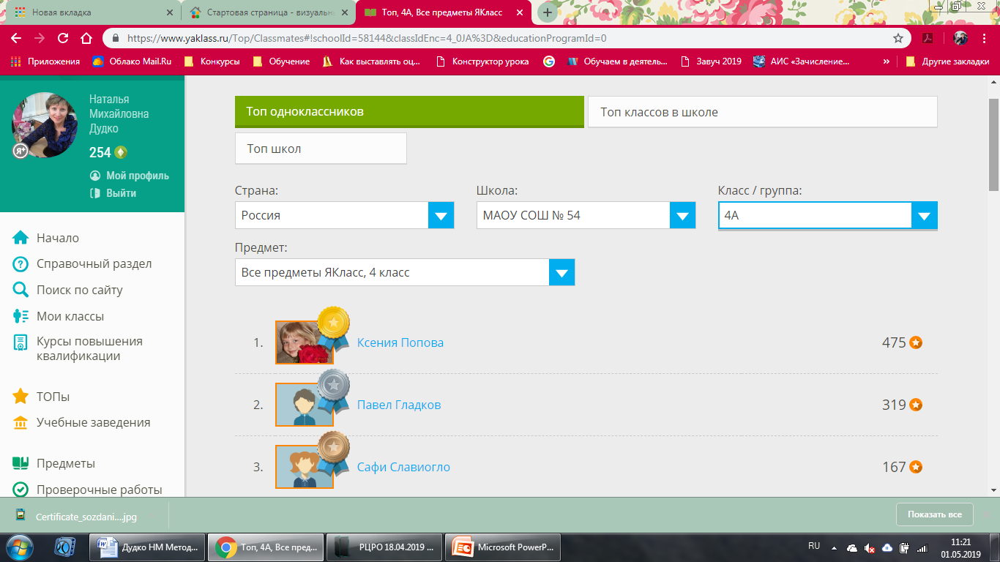 Новая вкладка
Стартовая страница - визуальн
Топ, 4А, Все предметы ЯКласс
https://www.yaklass.ru/Top/Classmates#!schoolId=58144&classIdEnc=4_0JA%3D&educationProgramId=0
Приложения
Облако Mail.Ru
Конкурсы
Обучение
Как выставлять оц...
Конструктор урока
Обучаем в деятель...
Завуч 2019
АИС «Зачисление...
»
Другие закладки
Наталья
Михайловна
Дудко
254
Я+
Мой профиль
Выйти
Начало
Справочный раздел
Поиск по сайту
Мои классы
Курсы повышения
квалификации
ТОПы
Учебные заведения
Предметы
Проверочные работы
Топ одноклассников
Топ классов в школе
Топ школ
Страна:
Школа:
Класс / группа:
Россия
МАОУ СОШ № 54
4А
Предмет:
Все предметы ЯКласс, 4 класс
1. Ксения Попова 475
2. Павел Гладков 319
3. Сафи Славиогло 167
Certificate_sozdani....jpg
Показать все
Дудко НМ Метод...
Топ, 4А, Все пред...
РЦРО 18.04.2019 ...
Microsoft PowerP...
RU
11:21
01.05.2019